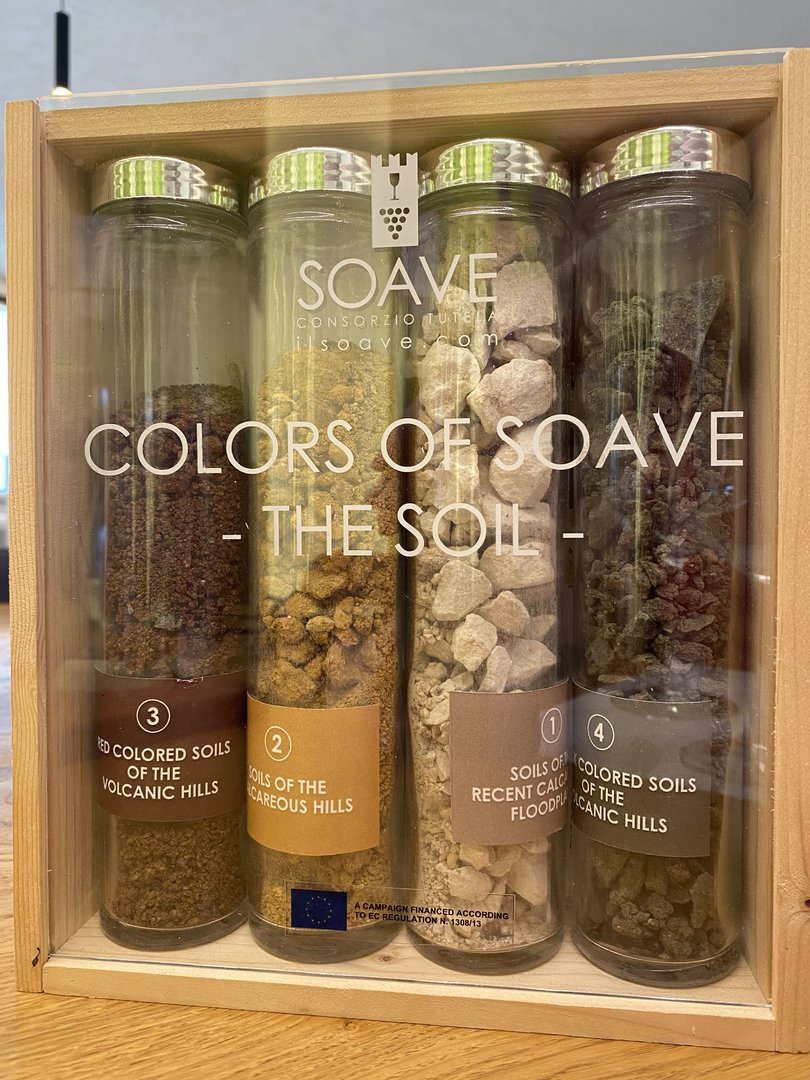 SOAVE
CONSORZIO TUTELA
ilsoave.com
COLORS OF SOAVE
- THE SOIL -
3
RED COLORED SOILS
OF THE
VOLCANIC HILLS
2
SOILS OF THE
CAREOUS HILLS
1
SOILS OF
RECENT CALC
FLOODPL
4
COLORED SOILS
OF THE
LCANIC HILLS
A CAMPAIGN FINANCED ACCORDING
TO EC REGULATION N. 1308/13